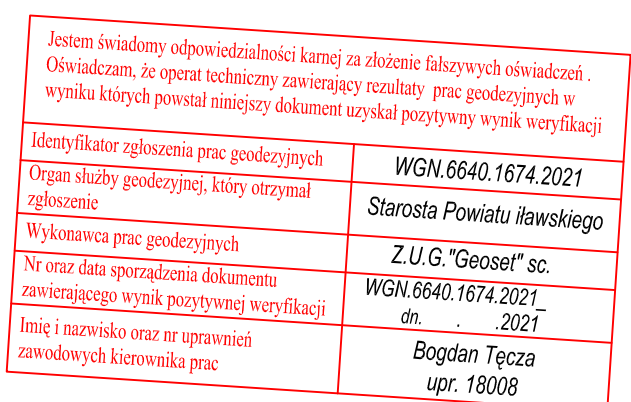 Jestem świadomy odpowiedzialności karnej za złożenie fałszywych oświadczeń .
Oświadczam, że operat techniczny zawierający rezultaty prac geodezyjnych w
wyniku których powstał niniejszy dokument uzyskał pozytywny wynik weryfikacji
Identyfikator zgłoszenia prac geodezyjnych
WGN.6640.1674.2021
Organ służby geodezyjnej, który otrzymał
zgłoszenie
Starosta Powiatu iławskiego
Wykonawca prac geodezyjnych
Z.U.G."Geoset" sc.
Nr oraz data sporządzenia dokumentu
zawierającego wynik pozytywnej weryfikacji
WGN.6640.1674.2021_
dn. . .2021
Imię i nazwisko oraz nr uprawnień
zawodowych kierownika prac
Bogdan Tęcza
upr. 18008